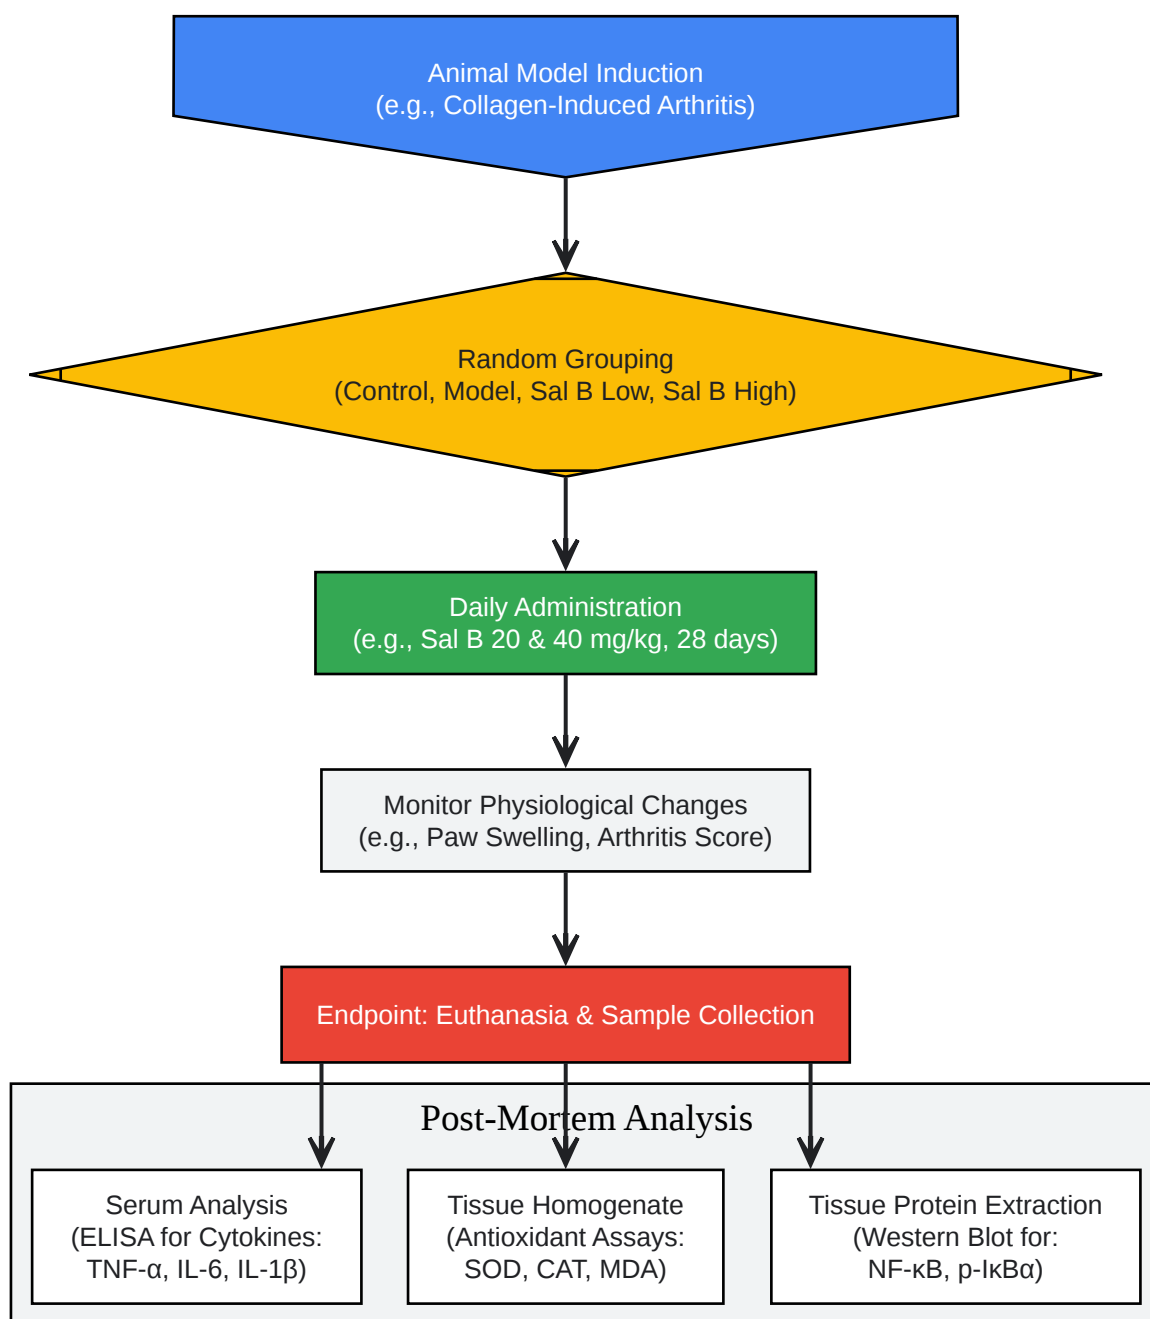 Animal Model Induction
(e.g., Collagen-Induced Arthritis)
Random Grouping
(Control, Model, Sal B Low, Sal B High)
Daily Administration
(e.g., Sal B 20 & 40 mg/kg, 28 days)
Monitor Physiological Changes
(e.g., Paw Swelling, Arthritis Score)
Endpoint: Euthanasia & Sample Collection
Post-Mortem Analysis
Serum Analysis
(ELISA for Cytokines:
TNF-α, IL-6, IL-1β)
Tissue Homogenate
(Antioxidant Assays:
SOD, CAT, MDA)
Tissue Protein Extraction
(Western Blot for:
NF-κB, p-IκBα)